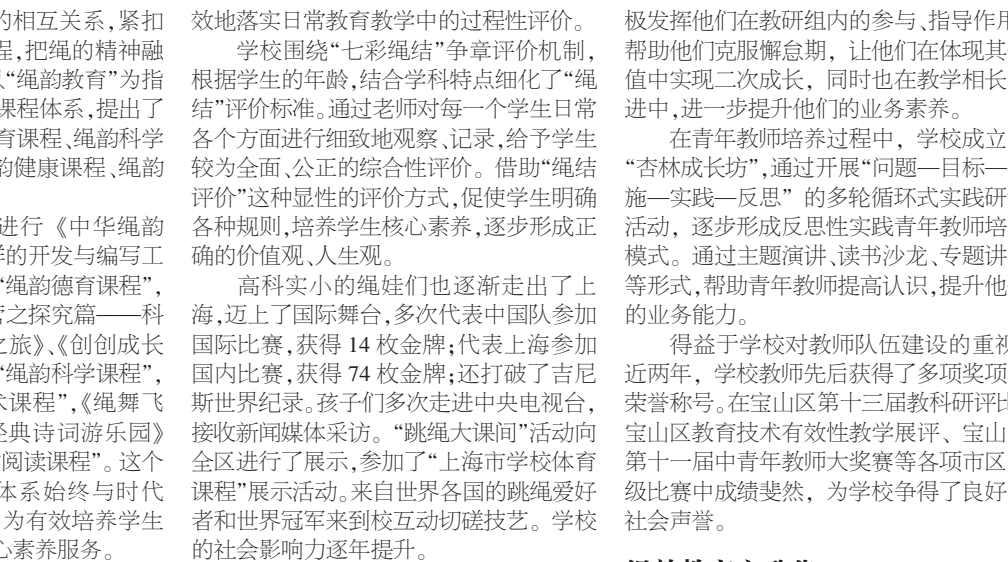 的相互关系,紧扣
程,把绳的精神融
“绳韵教育”为指
课程体系,提出了
育课程、绳韵科学
韵健康课程、绳韵
进行《中华绳韵
的开发与编写工
“绳韵德育课程”,
之探究篇——科
之旅》、《创创成长
“绳韵科学课程”,
术课程”,《绳舞飞
经典诗词游乐园》
阅读课程”。这个
体系始终与时代
为有效培养学生
心素养服务。
效地落实日常教育教学中的过程性评价。
学校围绕“七彩绳结”争章评价机制,
根据学生的年龄,结合学科特点细化了“绳
结”评价标准。通过老师对每一个学生日常
各个方面进行细致地观察、记录,给予学生
较为全面、公正的综合性评价。借助“绳结
评价”这种显性的评价方式,促使学生明确
各种规则,培养学生核心素养,逐步形成正
确的价值观、人生观。
高科实小的绳娃们也逐渐走出了上
海,迈上了国际舞台,多次代表中国队参加
国际比赛,获得 14 枚金牌;代表上海参加
国内比赛,获得 74 枚金牌;还打破了吉尼
斯世界纪录。孩子们多次走进中央电视台,
接收新闻媒体采访。“跳绳大课间”活动向
全区进行了展示,参加了“上海市学校体育
课程”展示活动。来自世界各国的跳绳爱好
者和世界冠军来到校互动切磋技艺。学校
的社会影响力逐年提升。
极发挥他们在教研组内的参与、指导作用
帮助他们克服懈怠期，让他们在体现其
值中实现二次成长，同时也在教学相长
进中,进一步提升他们的业务素养。
在青年教师培养过程中，学校成立
“杏林成长坊”,通过开展“问题—目标—
施—实践—反思”的多轮循环式实践研
活动，逐步形成反思性实践青年教师培
模式。通过主题演讲、读书沙龙、专题讲
等形式,帮助青年教师提高认识,提升他
的业务能力。
得益于学校对教师队伍建设的重视
近两年，学校教师先后获得了多项奖项
荣誉称号。在宝山区第十三届教科研评比
宝山区教育技术有效性教学展评、宝山
第十一届中青年教师大奖赛等各项市区
级比赛中成绩斐然，为学校争得了良好
社会声誉。